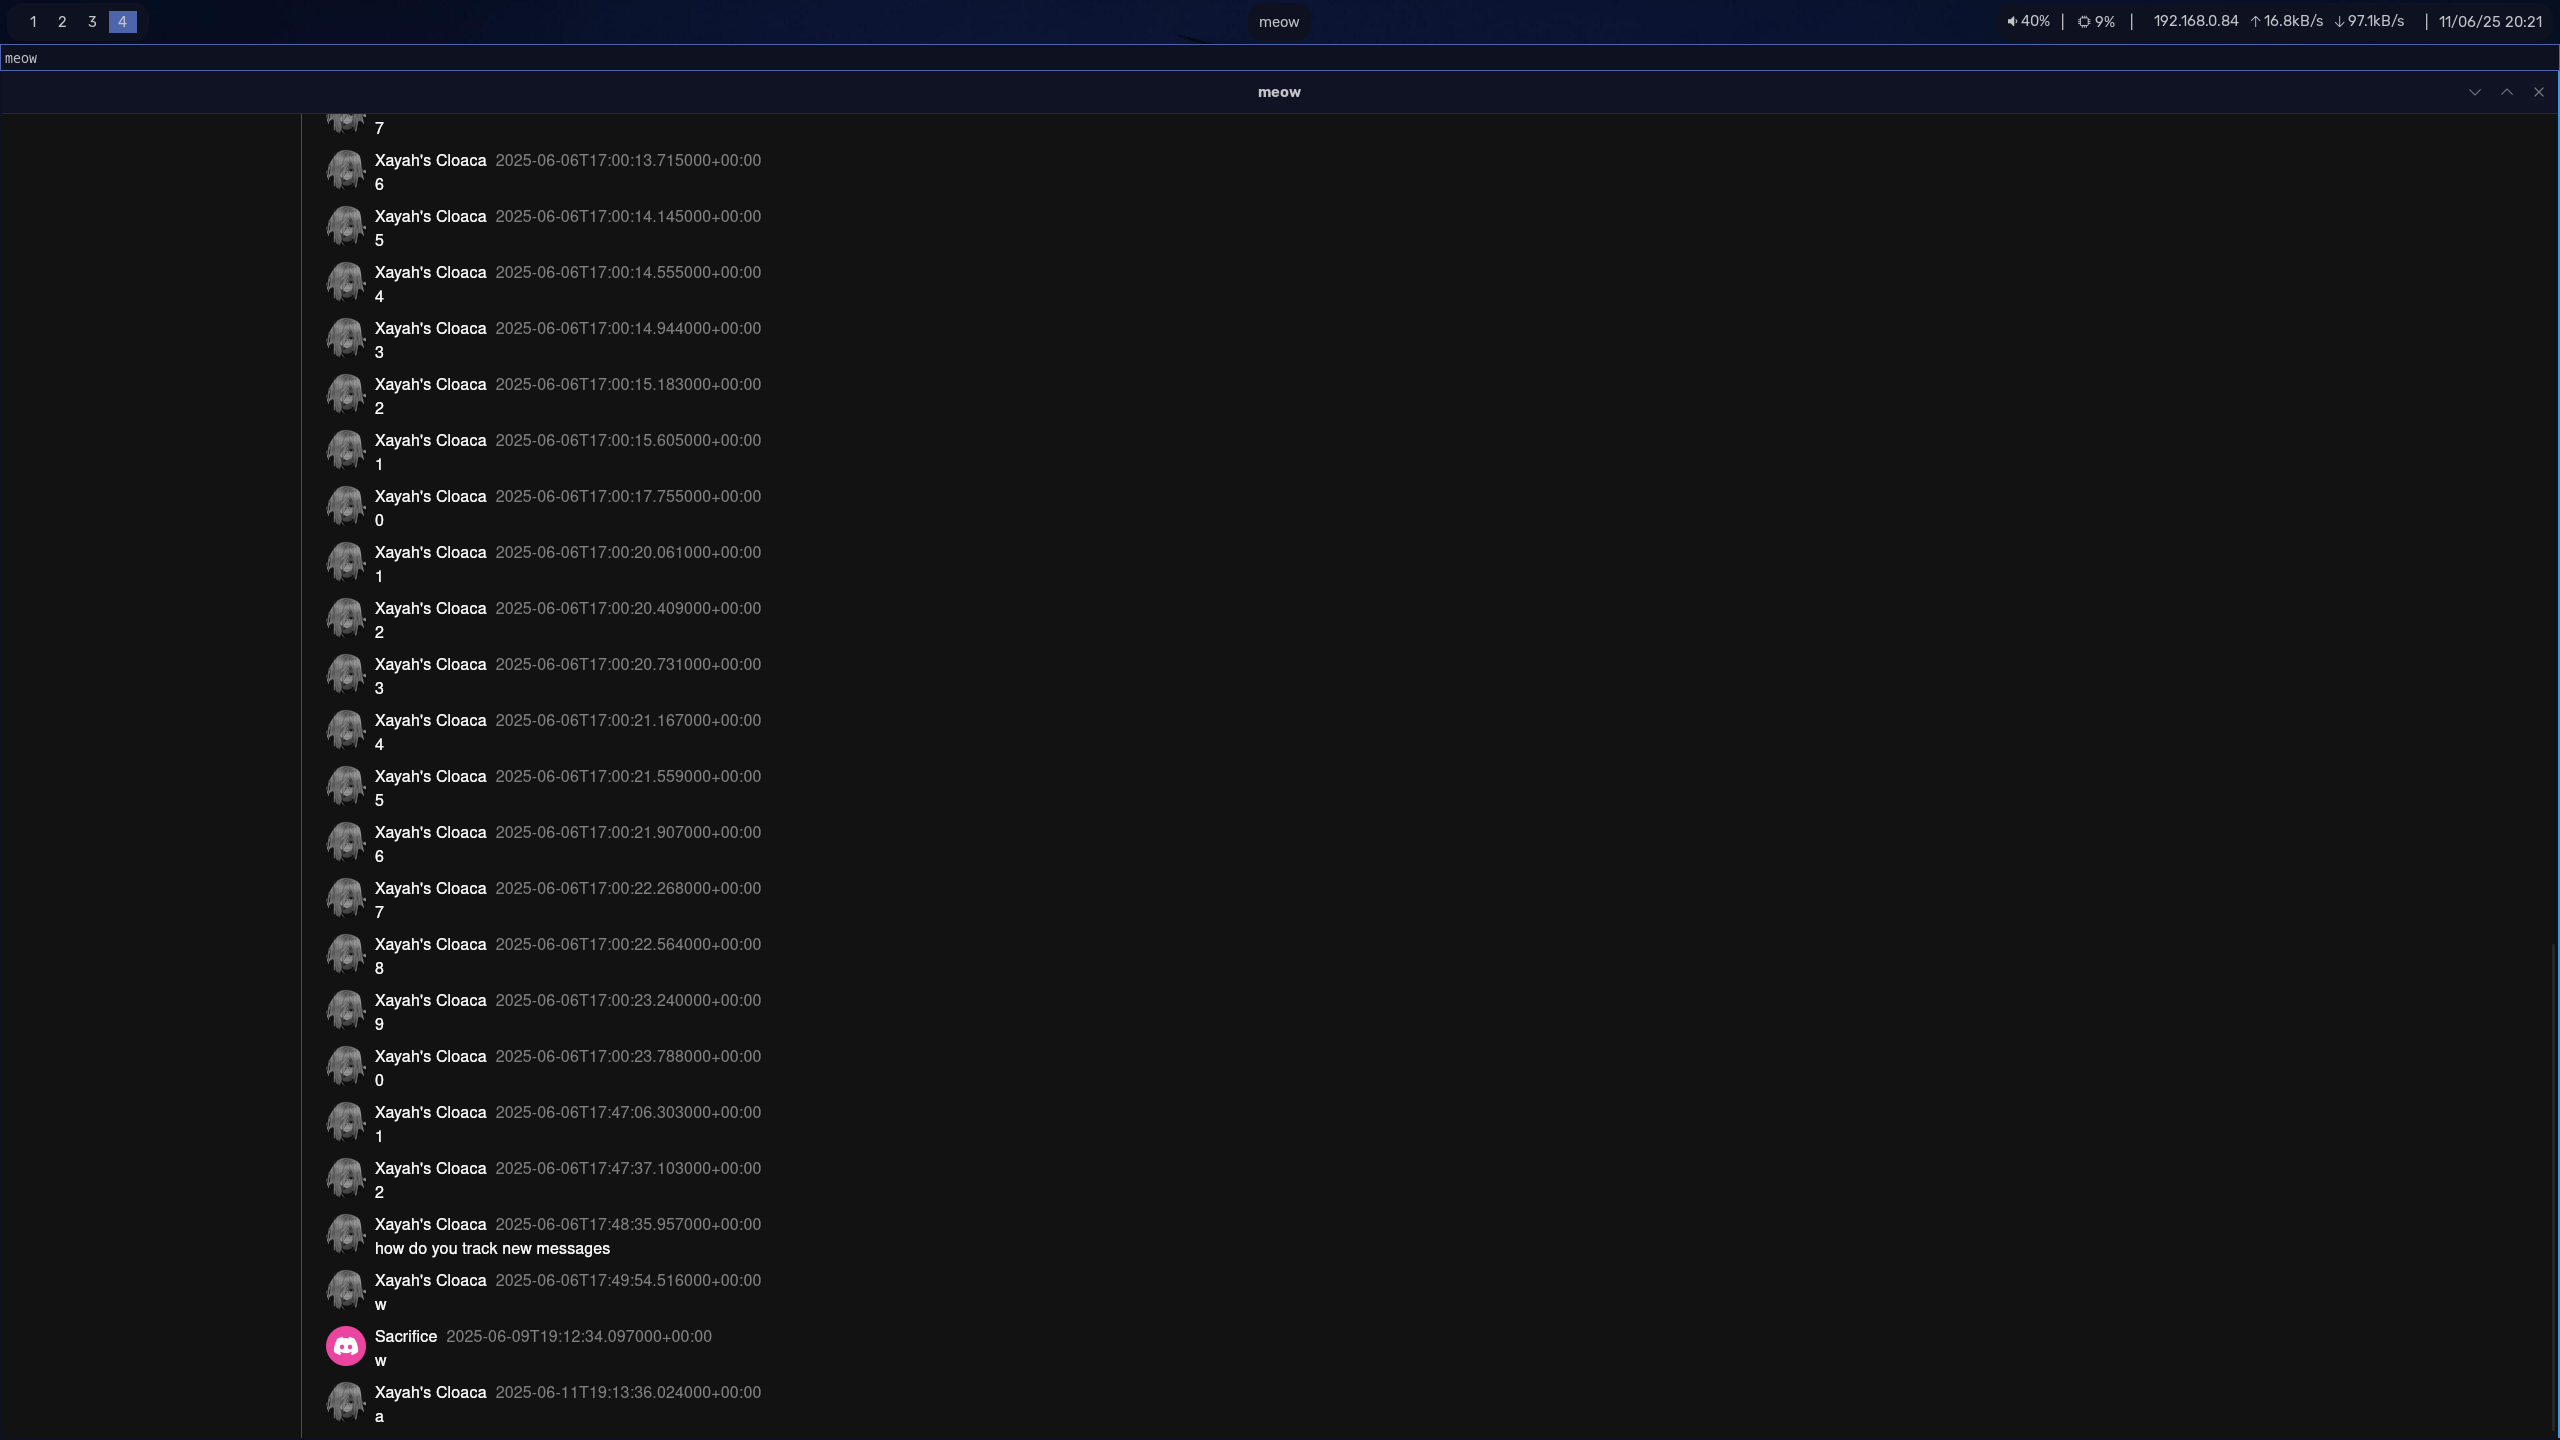 1 2 3 4 meow 40% | 9% | 192.168.0.84 ↑16.8kB/s ↓97.1kB/s | 11/06/25 20:21
meow
meow
7
Xayah's Cloaca 2025-06-06T17:00:13.715000+00:00
6
Xayah's Cloaca 2025-06-06T17:00:14.145000+00:00
5
Xayah's Cloaca 2025-06-06T17:00:14.555000+00:00
4
Xayah's Cloaca 2025-06-06T17:00:14.944000+00:00
3
Xayah's Cloaca 2025-06-06T17:00:15.183000+00:00
2
Xayah's Cloaca 2025-06-06T17:00:15.605000+00:00
1
Xayah's Cloaca 2025-06-06T17:00:17.755000+00:00
0
Xayah's Cloaca 2025-06-06T17:00:20.061000+00:00
1
Xayah's Cloaca 2025-06-06T17:00:20.409000+00:00
2
Xayah's Cloaca 2025-06-06T17:00:20.731000+00:00
3
Xayah's Cloaca 2025-06-06T17:00:21.167000+00:00
4
Xayah's Cloaca 2025-06-06T17:00:21.559000+00:00
5
Xayah's Cloaca 2025-06-06T17:00:21.907000+00:00
6
Xayah's Cloaca 2025-06-06T17:00:22.268000+00:00
7
Xayah's Cloaca 2025-06-06T17:00:22.564000+00:00
8
Xayah's Cloaca 2025-06-06T17:00:23.240000+00:00
9
Xayah's Cloaca 2025-06-06T17:00:23.788000+00:00
0
Xayah's Cloaca 2025-06-06T17:47:06.303000+00:00
1
Xayah's Cloaca 2025-06-06T17:47:37.103000+00:00
2
Xayah's Cloaca 2025-06-06T17:48:35.957000+00:00
how do you track new messages
Xayah's Cloaca 2025-06-06T17:49:54.516000+00:00
w
Sacrifice 2025-06-09T19:12:34.097000+00:00
w
Xayah's Cloaca 2025-06-11T19:13:36.024000+00:00
a